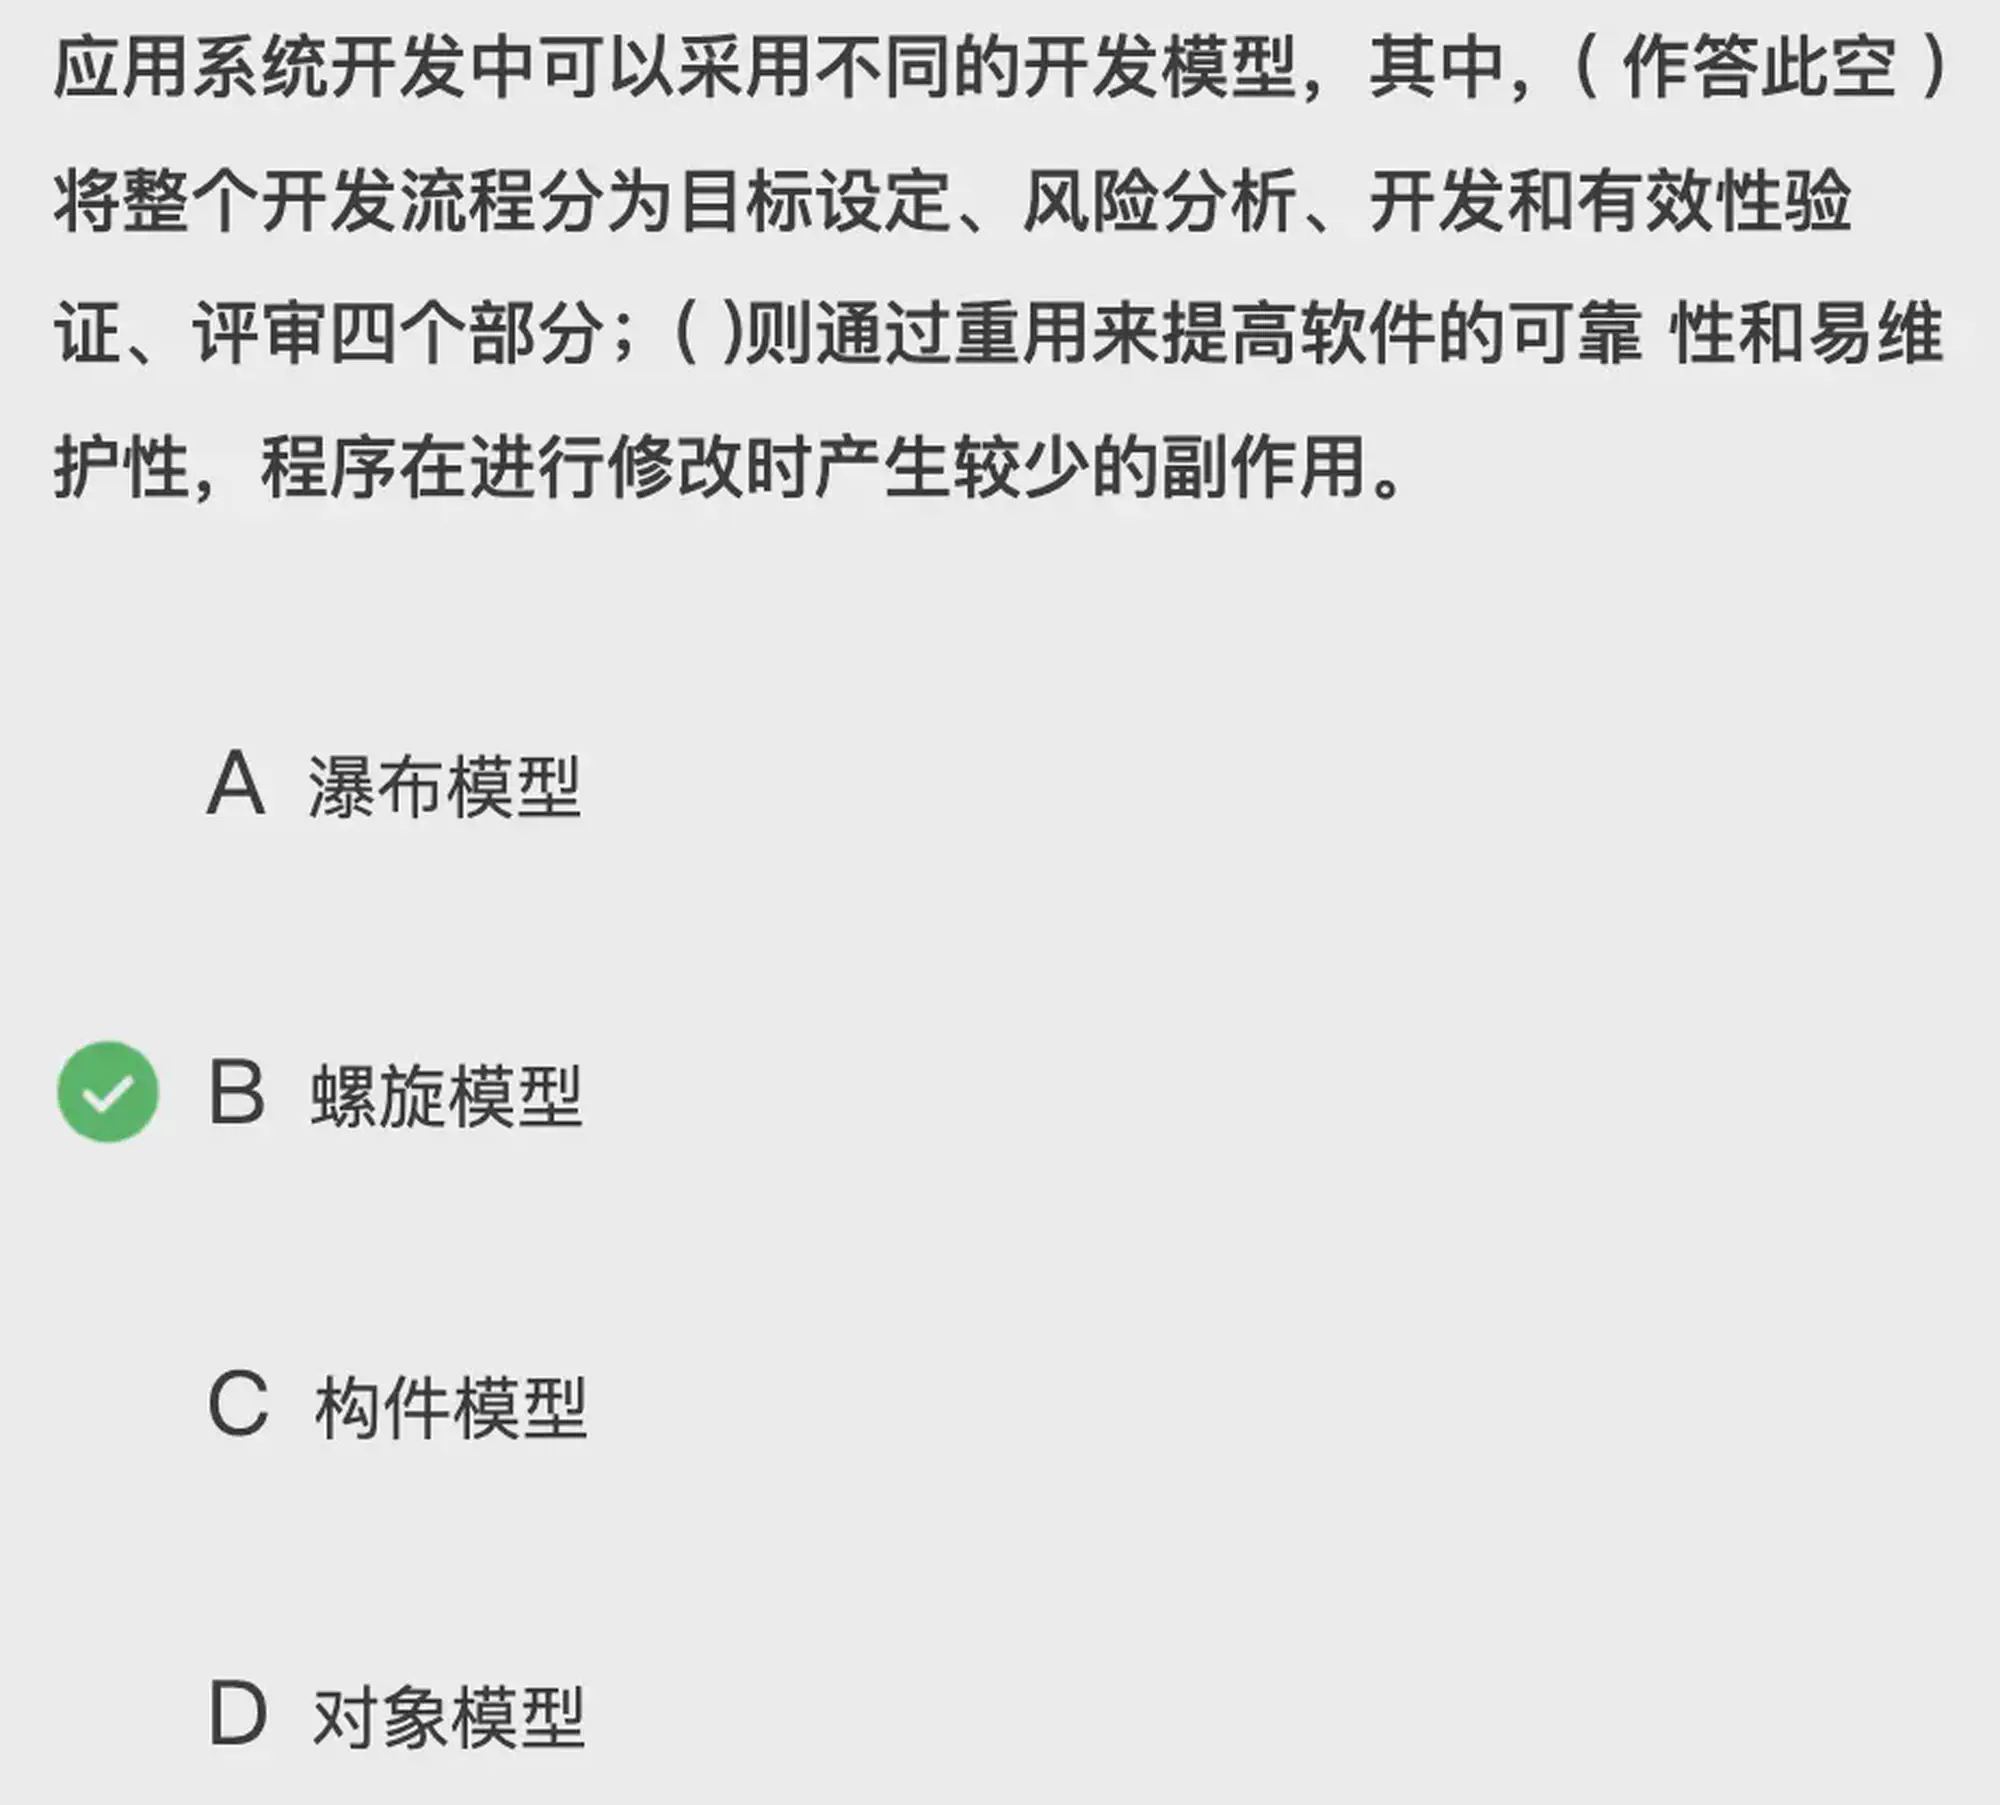 应用系统开发中可以采用不同的开发模型，其中，( 作答此空 )
将整个开发流程分为目标设定、风险分析、开发和有效性验
证、评审四个部分；( )则通过重用来提高软件的可靠 性和易维
护性，程序在进行修改时产生较少的副作用。
A 瀑布模型
B 螺旋模型
C 构件模型
D 对象模型